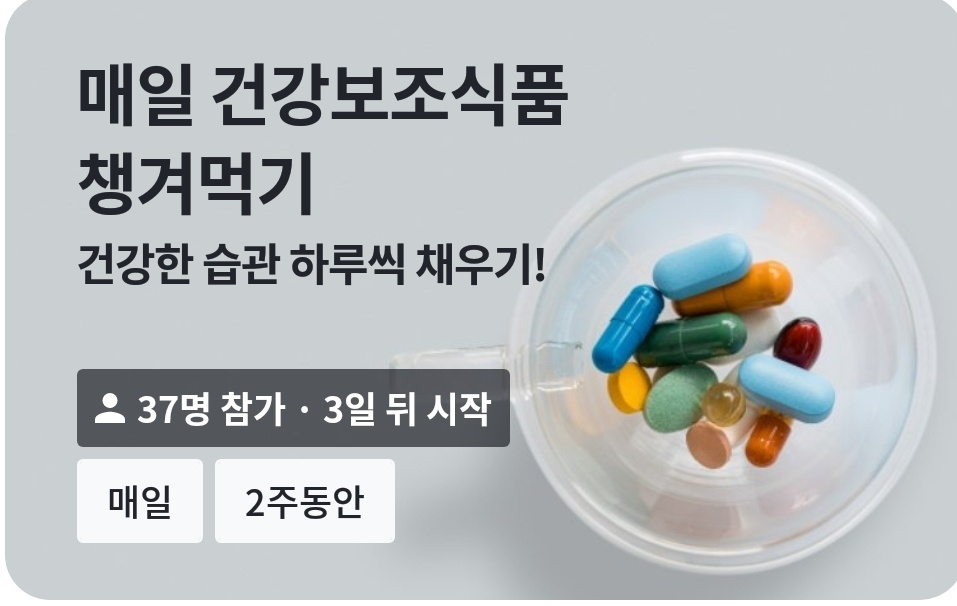 매일 건강보조식품
챙겨먹기
건강한 습관 하루씩 채우기!
37명 참가 · 3일 뒤 시작
매일
2주동안